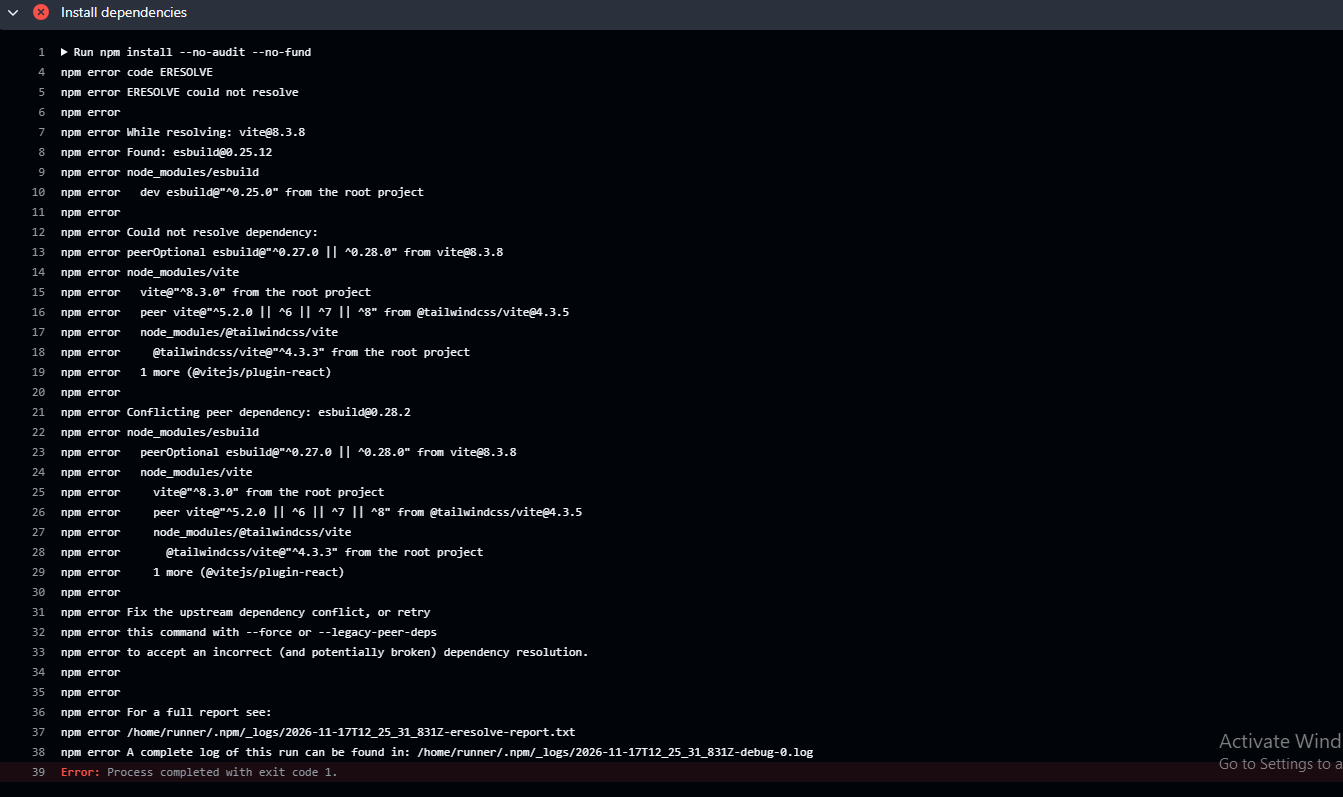 Install dependencies
1 Run npm install --no-audit --no-fund
4 npm error code ERESOLVE
5 npm error ERESOLVE could not resolve
6 npm error
7 npm error While resolving: vite@8.3.8
8 npm error Found: esbuild@0.25.12
9 npm error node_modules/esbuild
10 npm error   dev esbuild@"^0.25.0" from the root project
11 npm error
12 npm error Could not resolve dependency:
13 npm error peerOptional esbuild@"^0.27.0 || ^0.28.0" from vite@8.3.8
14 npm error node_modules/vite
15 npm error   vite@"^8.3.0" from the root project
16 npm error   peer vite@"^5.2.0 || ^6 || ^7 || ^8" from @tailwindcss/vite@4.3.5
17 npm error   node_modules/@tailwindcss/vite
18 npm error     @tailwindcss/vite@"^4.3.3" from the root project
19 npm error   1 more (@vitejs/plugin-react)
20 npm error
21 npm error Conflicting peer dependency: esbuild@0.28.2
22 npm error node_modules/esbuild
23 npm error   peerOptional esbuild@"^0.27.0 || ^0.28.0" from vite@8.3.8
24 npm error   node_modules/vite
25 npm error     vite@"^8.3.0" from the root project
26 npm error     peer vite@"^5.2.0 || ^6 || ^7 || ^8" from @tailwindcss/vite@4.3.5
27 npm error     node_modules/@tailwindcss/vite
28 npm error       @tailwindcss/vite@"^4.3.3" from the root project
29 npm error     1 more (@vitejs/plugin-react)
30 npm error
31 npm error Fix the upstream dependency conflict, or retry
32 npm error this command with --force or --legacy-peer-deps
33 npm error to accept an incorrect (and potentially broken) dependency resolution.
34 npm error
35 npm error
36 npm error For a full report see:
37 npm error /home/runner/.npm/_logs/2026-11-17T12_25_31_831Z-eresolve-report.txt
38 npm error A complete log of this run can be found in: /home/runner/.npm/_logs/2026-11-17T12_25_31_831Z-debug-0.log
39 Error: Process completed with exit code 1.
Activate Wind
Go to Settings to a